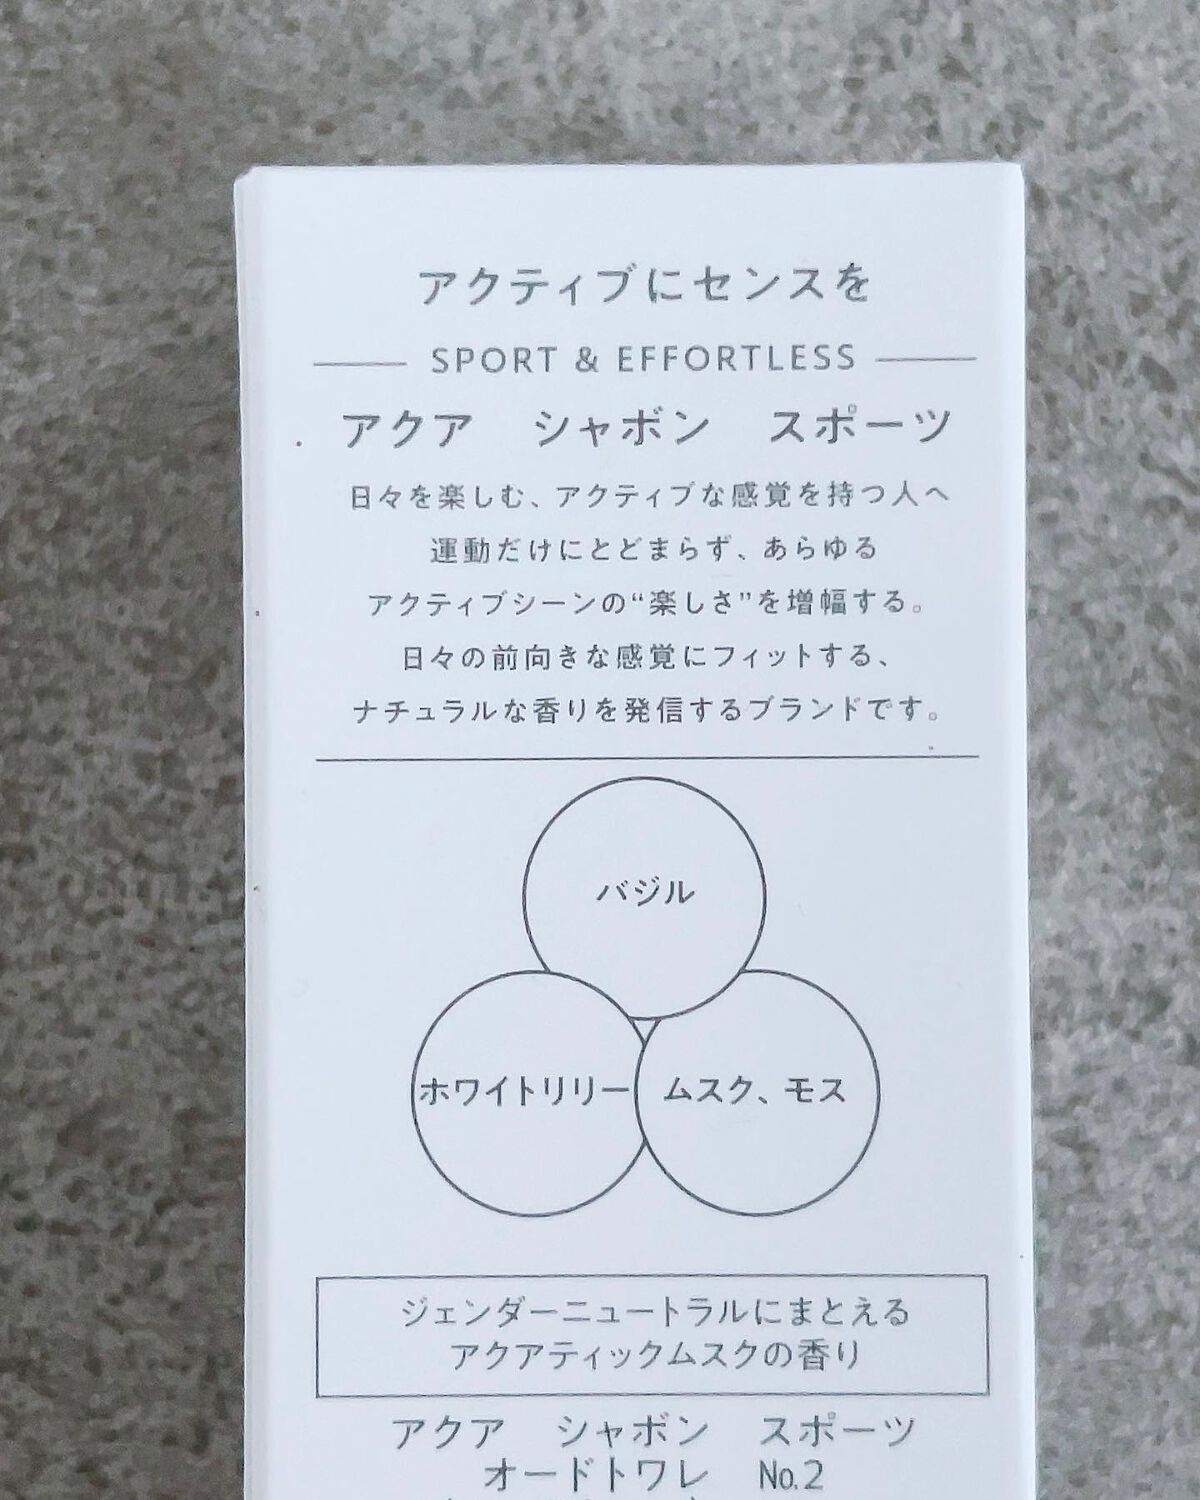 アクティブにセンスを
SPORT & EFFORTLESS
アクア　シャボン　スポーツ
日々を楽しむ、アクティブな感覚を持つ人へ
運動だけにとどまらず、あらゆる
アクティブシーンの“楽しさ”を増幅する。
日々の前向きな感覚にフィットする、
ナチュラルな香りを発信するブランドです。
バジル
ホワイトリリー
ムスク、モス
ジェンダーニュートラルにまとえる
アクアティックムスクの香り
アクア　シャボン　スポーツ
オードトワレ　No.2